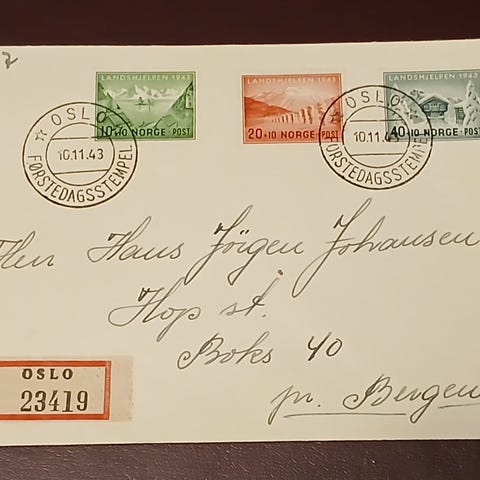 7
LANDSHJELPEN 1943
10+10 NORGE POST
LANDSHJELPEN 1943
20+10 NORGE POST
LANDSHJELPEN 1943
40+10 NORGE POST
OSLO
10.11.43
FØRSTEDAGSSTEMPEL
OSLO
10.11.43
FØRSTEDAGSSTEMPEL
Herr Hans Jörgen Johansen
Hop st.
Boks 40
pr. Bergen
OSLO
23419